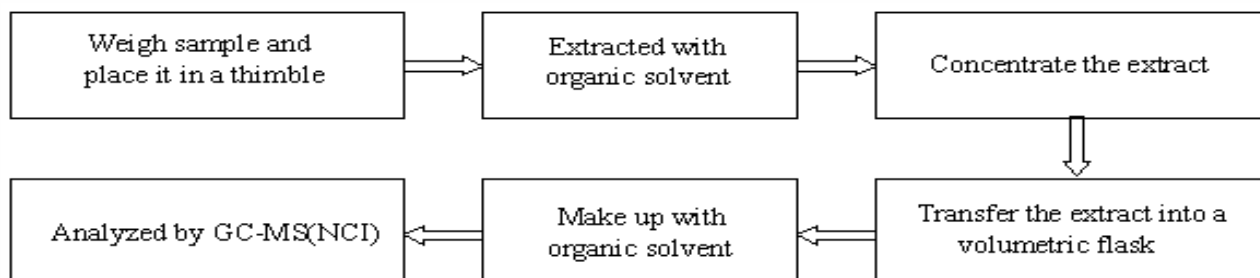 Weigh sample and
place it in a thimble
Extracted with
organic solvent
Concentrate the extract
Transfer the extract into a
volumetric flask
Make up with
organic solvent
Analyzed by GC-MS(NCI)